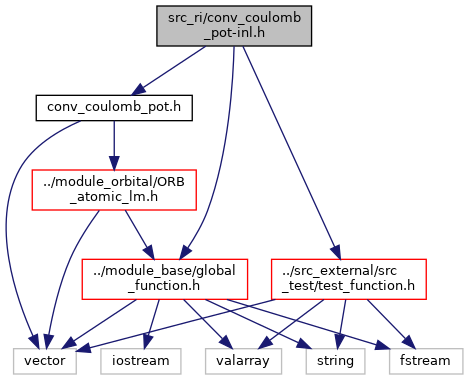 src_ri/conv_coulomb
_pot-inl.h
conv_coulomb_pot.h
../module_orbital/ORB
_atomic_lm.h
../module_base/global
_function.h
../src_external/src
_test/test_function.h
vector
iostream
valarray
string
fstream